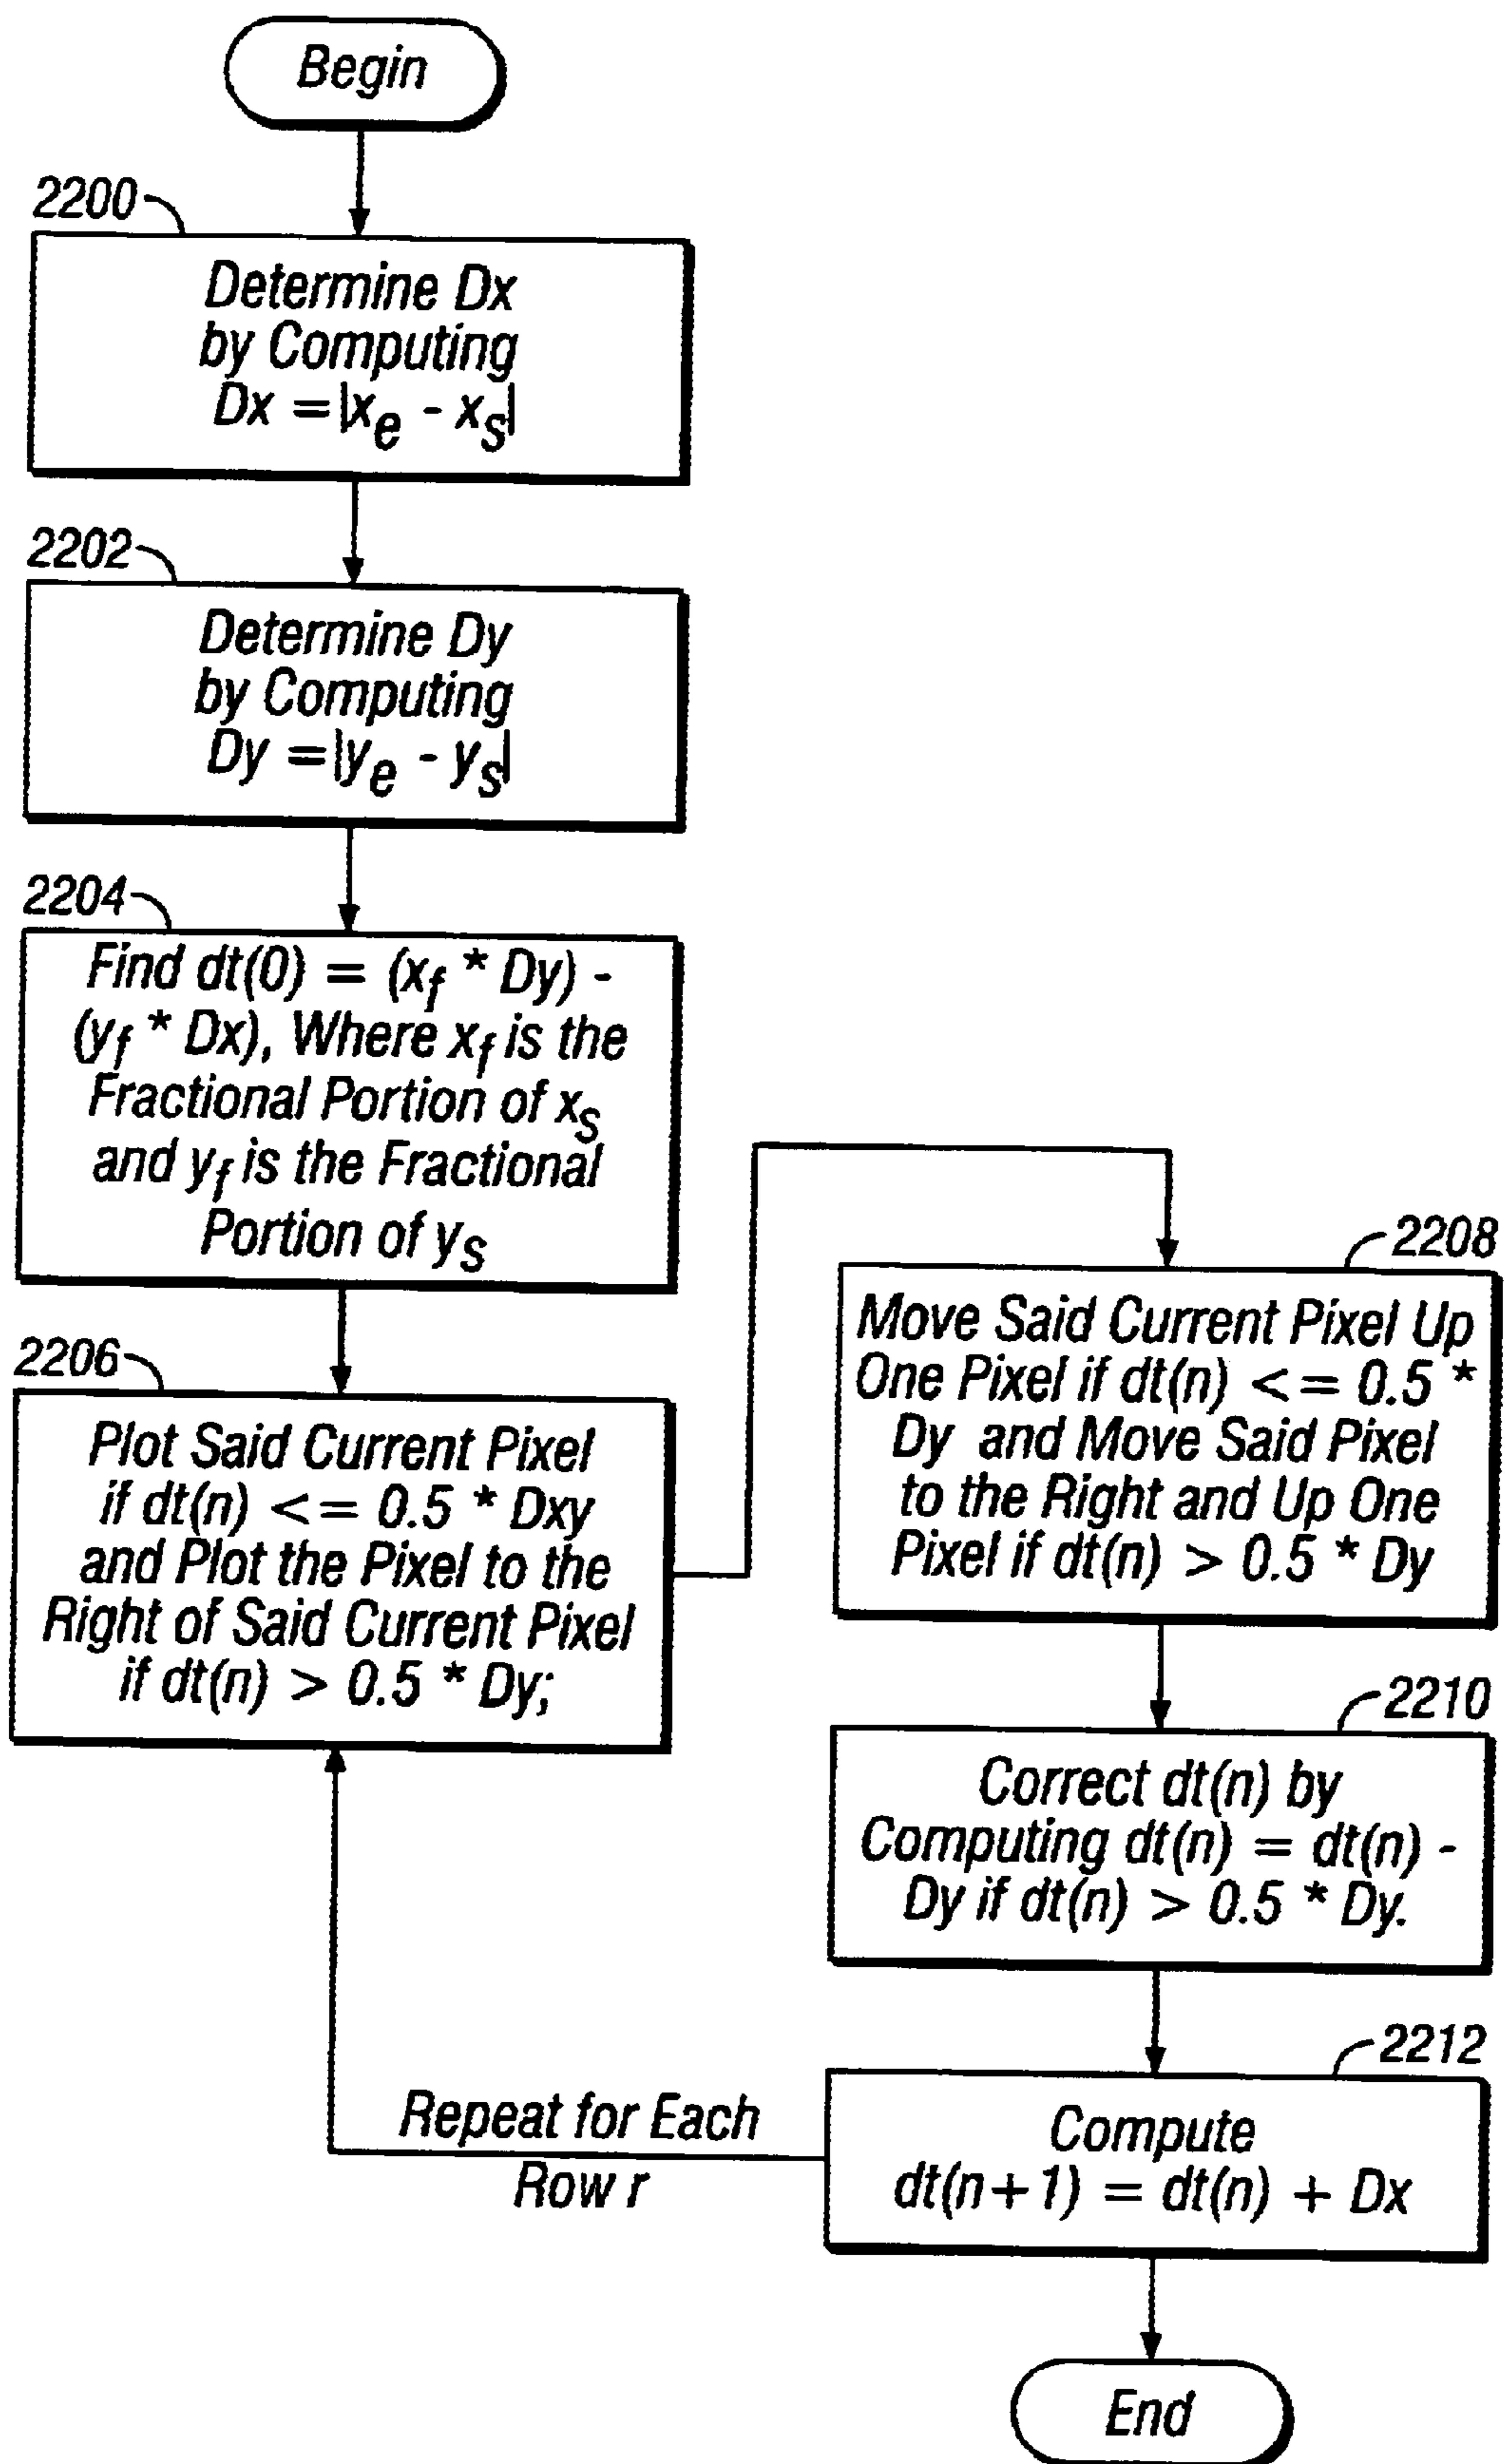 Begin
2200
Determine Dx
by Computing
Dx = |xe - xs|
2202
Determine Dy
by Computing
Dy = |ye - ys|
2204
Find dt(0) = (xf * Dy) -
(yf * Dx), Where xf is the
Fractional Portion of xs
and yf is the Fractional
Portion of ys
2206
Plot Said Current Pixel
if dt(n) <= 0.5 * Dxy
and Plot the Pixel to the
Right of Said Current Pixel
if dt(n) > 0.5 * Dy;
2208
Move Said Current Pixel Up
One Pixel if dt(n) <= 0.5 *
Dy and Move Said Pixel
to the Right and Up One
Pixel if dt(n) > 0.5 * Dy
2210
Correct dt(n) by
Computing dt(n) = dt(n) -
Dy if dt(n) > 0.5 * Dy.
2212
Compute
dt(n+1) = dt(n) + Dx
Repeat for Each
Row r
End